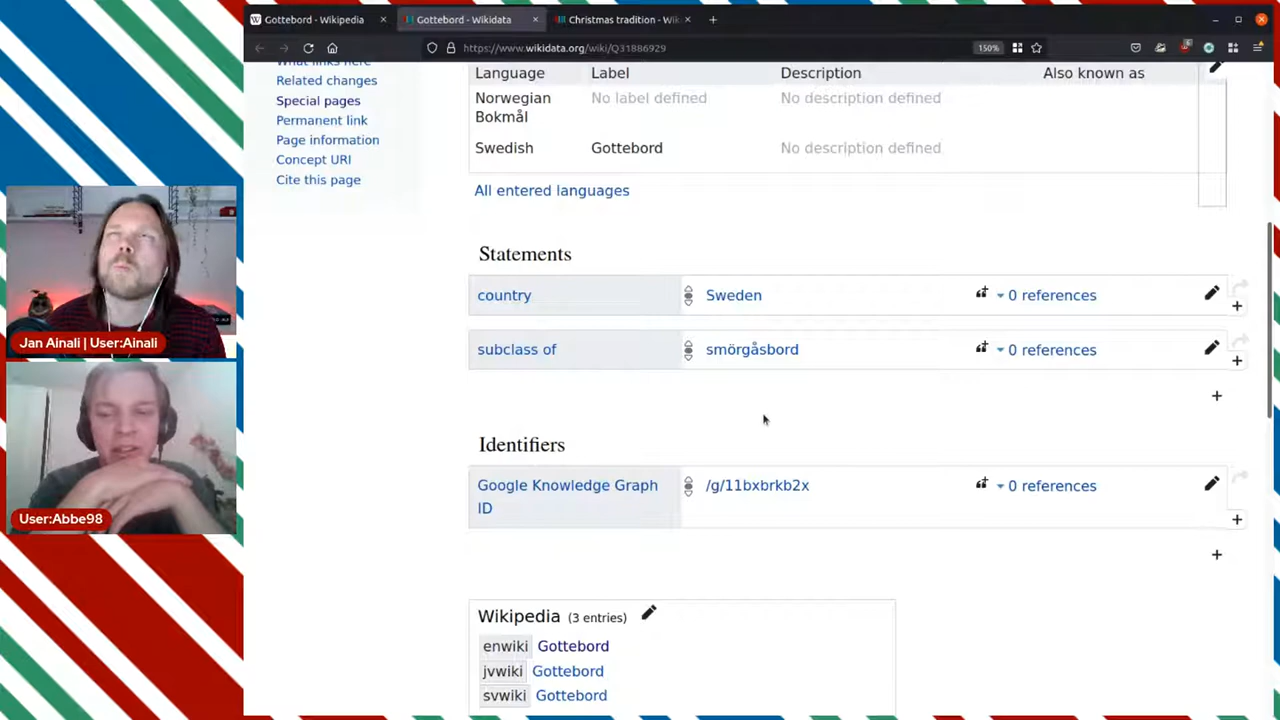 Gottebord - Wikipedia
Gottebord - Wikidata
Christmas tradition - Wik
https://www.wikidata.org/wiki/Q31886929
150%
What links here
Related changes
Special pages
Permanent link
Page information
Concept URI
Cite this page
Language Label Description Also known as
Norwegian Bokmål No label defined No description defined
Swedish Gottebord No description defined
All entered languages
Statements
country Sweden 0 references
subclass of smörgåsbord 0 references
Identifiers
Google Knowledge Graph ID /g/11bxbrkb2x 0 references
Wikipedia (3 entries)
enwiki Gottebord
jvwiki Gottebord
svwiki Gottebord
Jan Ainali | User:Ainali
User:Abbe98